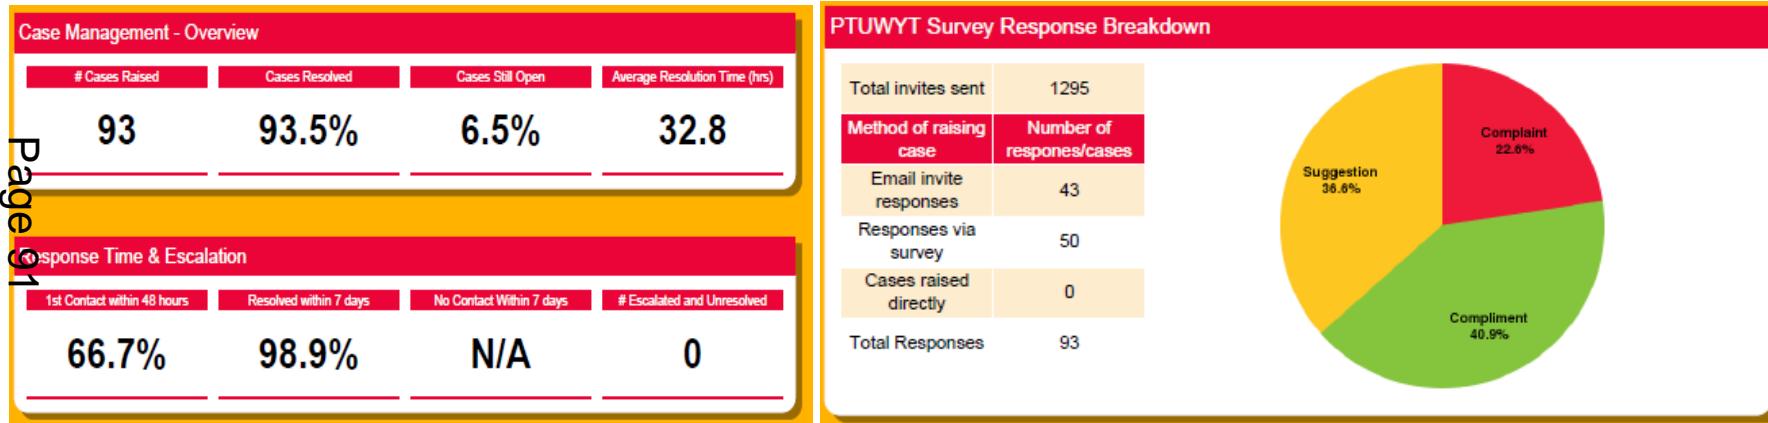 Case Management - Overview
# Cases Raised
Cases Resolved
Cases Still Open
Average Resolution Time (hrs)
93
93.5%
6.5%
32.8
Page 91
Response Time & Escalation
1st Contact within 48 hours
Resolved within 7 days
No Contact Within 7 days
# Escalated and Unresolved
66.7%
98.9%
N/A
0
PTUWYT Survey Response Breakdown
Total invites sent
1295
Method of raising
case
Number of
respones/cases
Email invite
responses
43
Responses via
survey
50
Cases raised
directly
0
Total Responses
93
Complaint
22.6%
Suggestion
36.6%
Compliment
40.9%